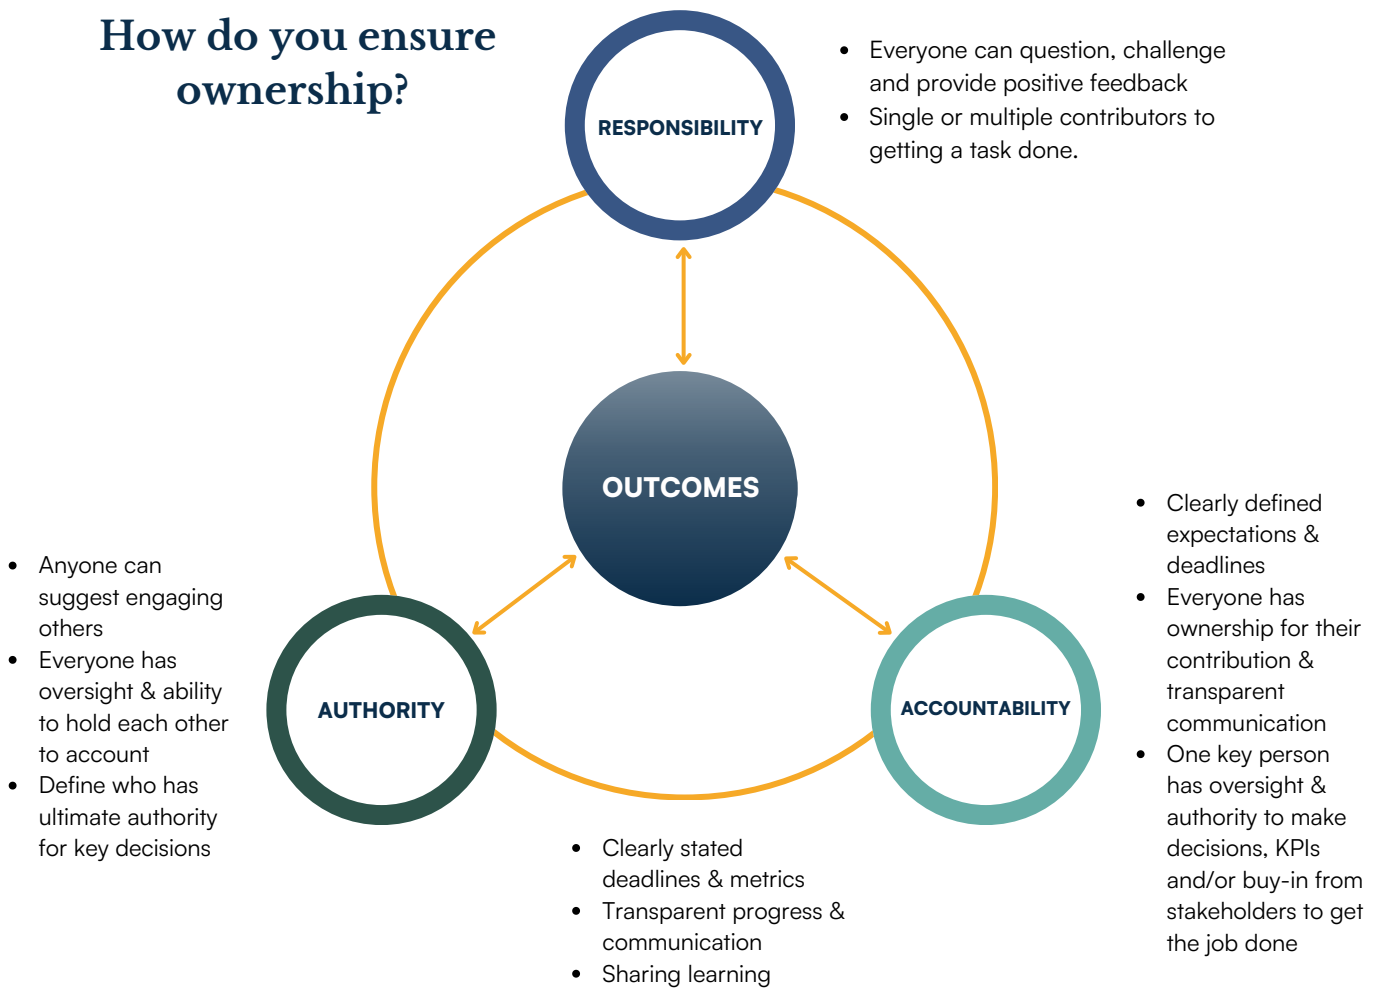 How do you ensure
ownership?
RESPONSIBILITY
• Everyone can question, challenge
and provide positive feedback
• Single or multiple contributors to
getting a task done.
OUTCOMES
• Anyone can
suggest engaging
others
• Everyone has
oversight & ability
to hold each other
to account
• Define who has
ultimate authority
for key decisions
AUTHORITY
ACCOUNTABILITY
• Clearly defined
expectations &
deadlines
• Everyone has
ownership for their
contribution &
transparent
communication
• One key person
has oversight &
authority to make
decisions, KPIs
and/or buy-in from
stakeholders to get
the job done
• Clearly stated
deadlines & metrics
• Transparent progress &
communication
• Sharing learning